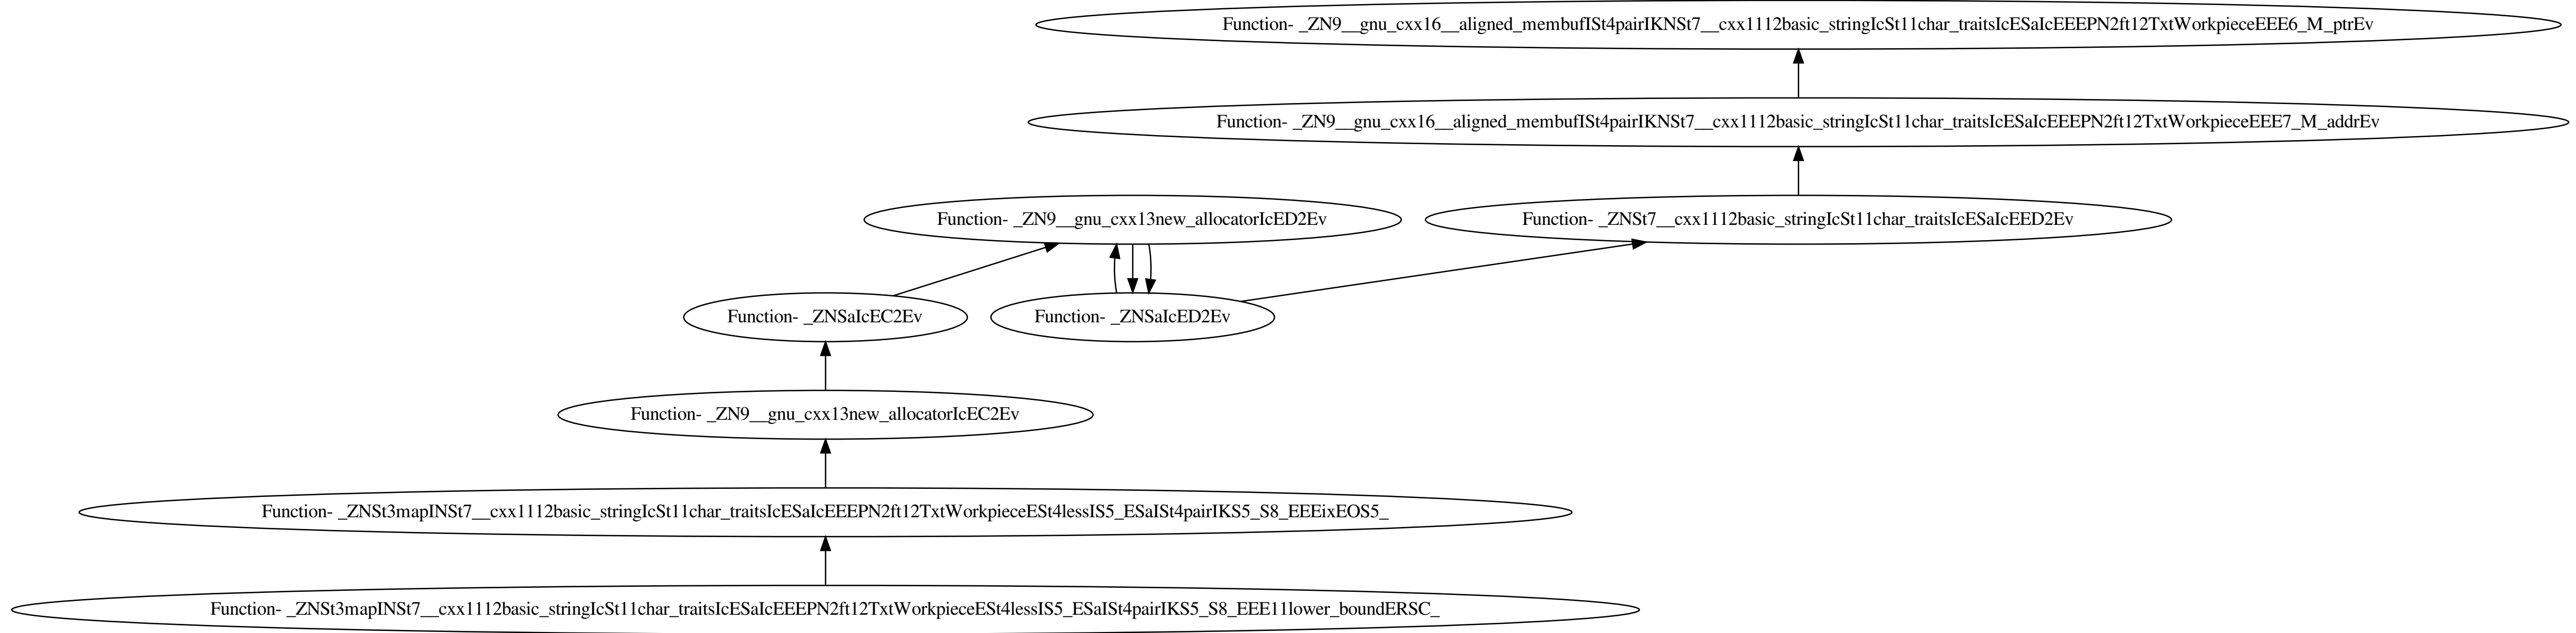 Function- _ZN9__gnu_cxx16__aligned_membufISt4pairIKNSt7__cxx1112basic_stringIcSt11char_traitsIcESaIcEEEPN2ft12TxtWorkpieceEEE6_M_ptrEv
Function- _ZN9__gnu_cxx16__aligned_membufISt4pairIKNSt7__cxx1112basic_stringIcSt11char_traitsIcESaIcEEEPN2ft12TxtWorkpieceEEE7_M_addrEv
Function- _ZN9__gnu_cxx13new_allocatorIcED2Ev
Function- _ZNSt7__cxx1112basic_stringIcSt11char_traitsIcESaIcEED2Ev
Function- _ZNSaIcEC2Ev
Function- _ZNSaIcED2Ev
Function- _ZN9__gnu_cxx13new_allocatorIcEC2Ev
Function- _ZNSt3mapINSt7__cxx1112basic_stringIcSt11char_traitsIcESaIcEEEPN2ft12TxtWorkpieceESt4lessIS5_ESaISt4pairIKS5_S8_EEEixEOS5_
Function- _ZNSt3mapINSt7__cxx1112basic_stringIcSt11char_traitsIcESaIcEEEPN2ft12TxtWorkpieceESt4lessIS5_ESaISt4pairIKS5_S8_EEE11lower_boundERSC_